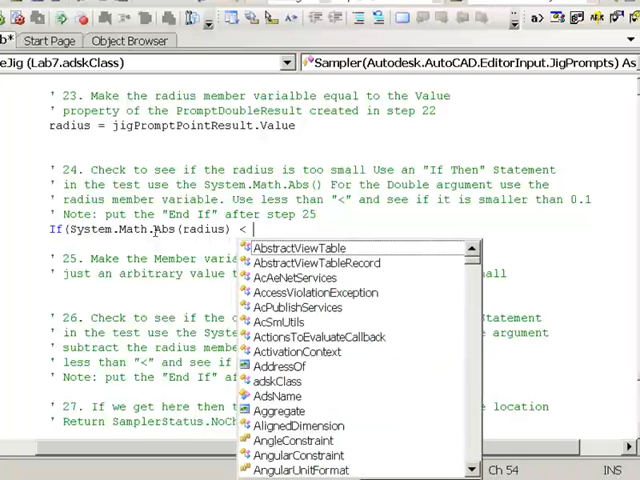 b* Start Page Object Browser
eJig (Lab7.adskClass) Sampler(Autodesk.AutoCAD.EditorInput.JigPrompts) As
' 23. Make the radius member varialble equal to the Value
' property of the PromptDoubleResult created in step 22
radius = jigPromptPointResult.Value
' 24. Check to see if the radius is too small Use an "If Then" Statement
' in the test use the System.Math.Abs() For the Double argument use the
' radius member variable. Use less than "<" and see if it is smaller than 0.1
' Note: put the "End If" after step 25
If(System.Math.Abs(radius) <
' 25. Make the Member vari
' just an arbitrary value t mall
' 26. Check to see if the c
' in the test use the Syste argument
' subtract the radius membe
' less than "<" and see if
' Note: put the "End If" af
' 27. If we get here then t e location
' Return SamplerStatus.NoCh
AbstractViewTable
AbstractViewTableRecord
AcAeNetServices
AccessViolationException
AcPublishServices
AcSmUtils
ActionsToEvaluateCallback
ActivationContext
AddressOf
adskClass
AdsName
Aggregate
AlignedDimension
AngleConstraint
AngularConstraint
AngularUnitFormat
Ch 54 INS